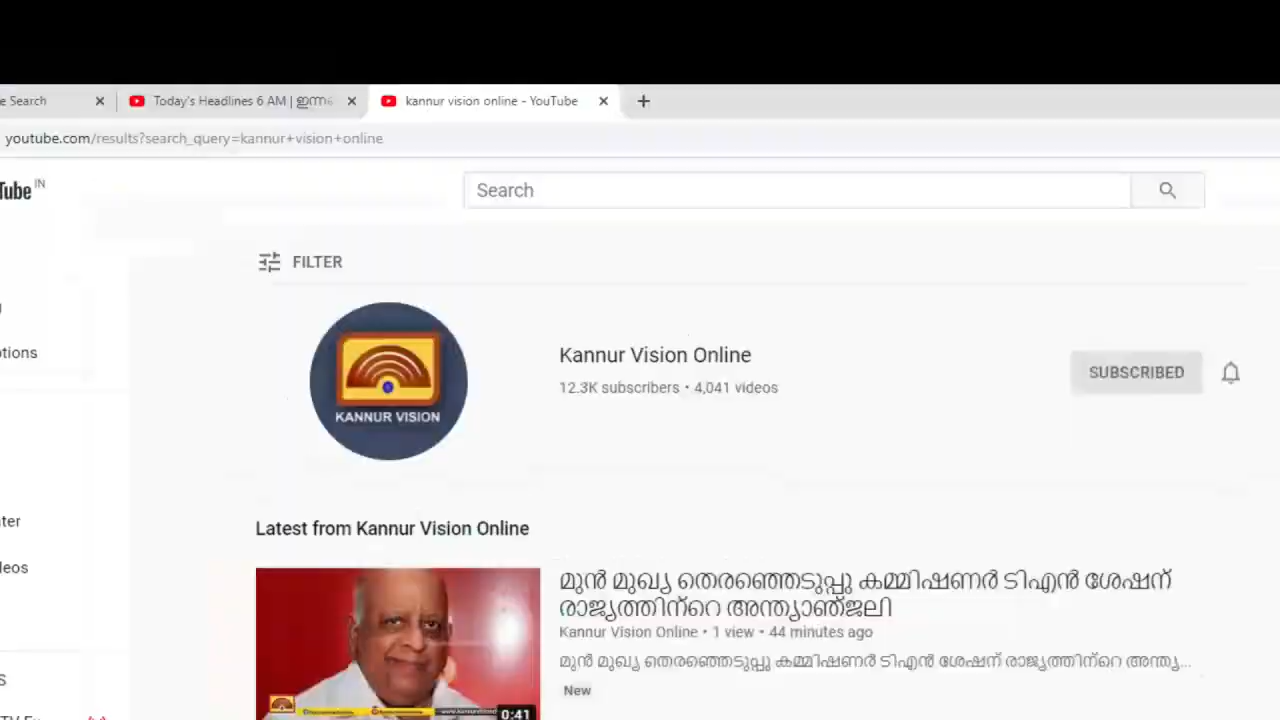 e Search
Today's Headlines 6 AM | ഇന്ന
kannur vision online - YouTube
youtube.com/results?search_query=kannur+vision+online
Tube IN
Search
FILTER
otions
KANNUR VISION
Kannur Vision Online
12.3K subscribers • 4,041 videos
SUBSCRIBED
ter
Latest from Kannur Vision Online
leos
മുൻ മുഖ്യ തെരഞ്ഞെടുപ്പു കമ്മിഷണർ ടിഎൻ ശേഷന്
രാജ്യത്തിന്റെ അന്ത്യാഞ്ജലി
Kannur Vision Online • 1 view • 44 minutes ago
മുൻ മുഖ്യ തെരഞ്ഞെടുപ്പു കമ്മിഷണർ ടിഎൻ ശേഷന് രാജ്യത്തിന്റെ അന്ത്യ...
New
0:41